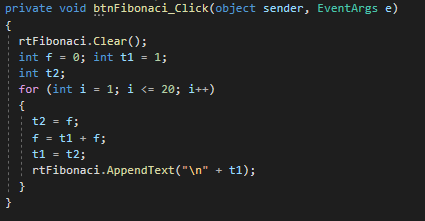 private void btnFibonaci_Click(object sender, EventArgs e)
{
rtFibonaci.Clear();
int f = 0; int t1 = 1;
int t2;
for (int i = 1; i <= 20; i++)
{
t2 = f;
f = t1 + f;
t1 = t2;
rtFibonaci.AppendText("\n" + t1);
}
}